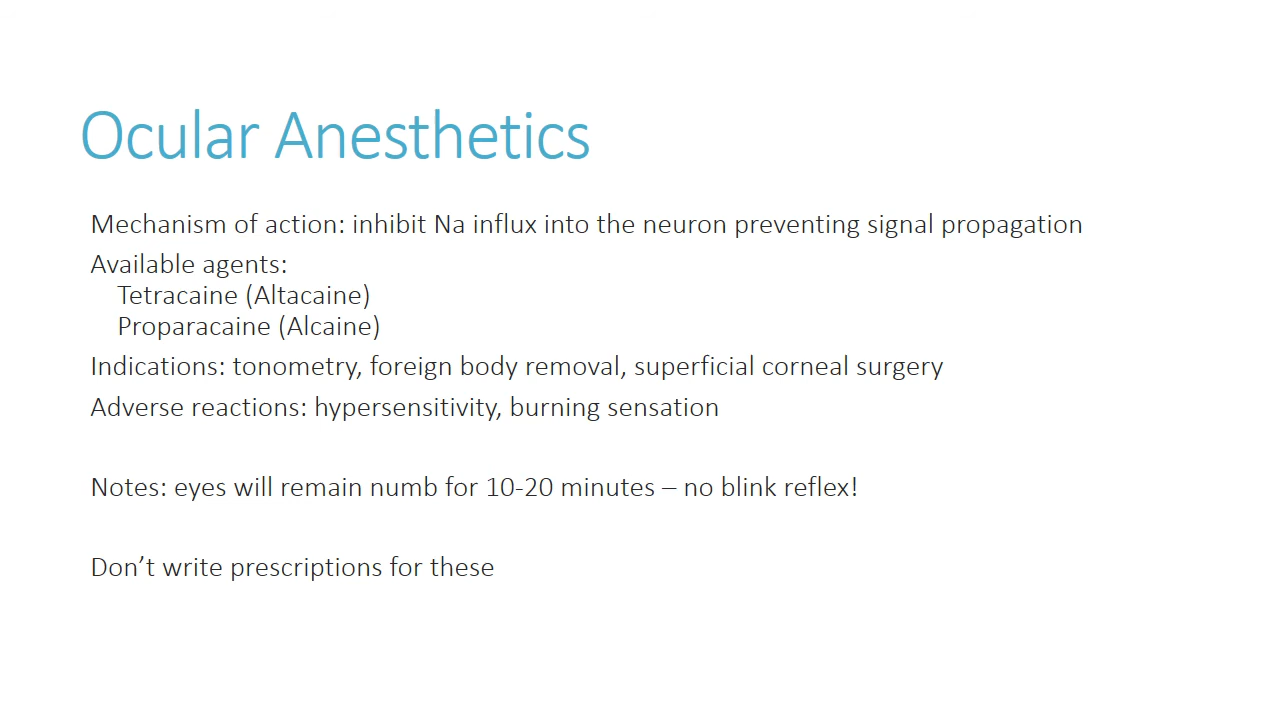 Ocular Anesthetics
Mechanism of action: inhibit Na influx into the neuron preventing signal propagation
Available agents:
Tetracaine (Altacaine)
Proparacaine (Alcaine)
Indications: tonometry, foreign body removal, superficial corneal surgery
Adverse reactions: hypersensitivity, burning sensation
Notes: eyes will remain numb for 10-20 minutes – no blink reflex!
Don’t write prescriptions for these